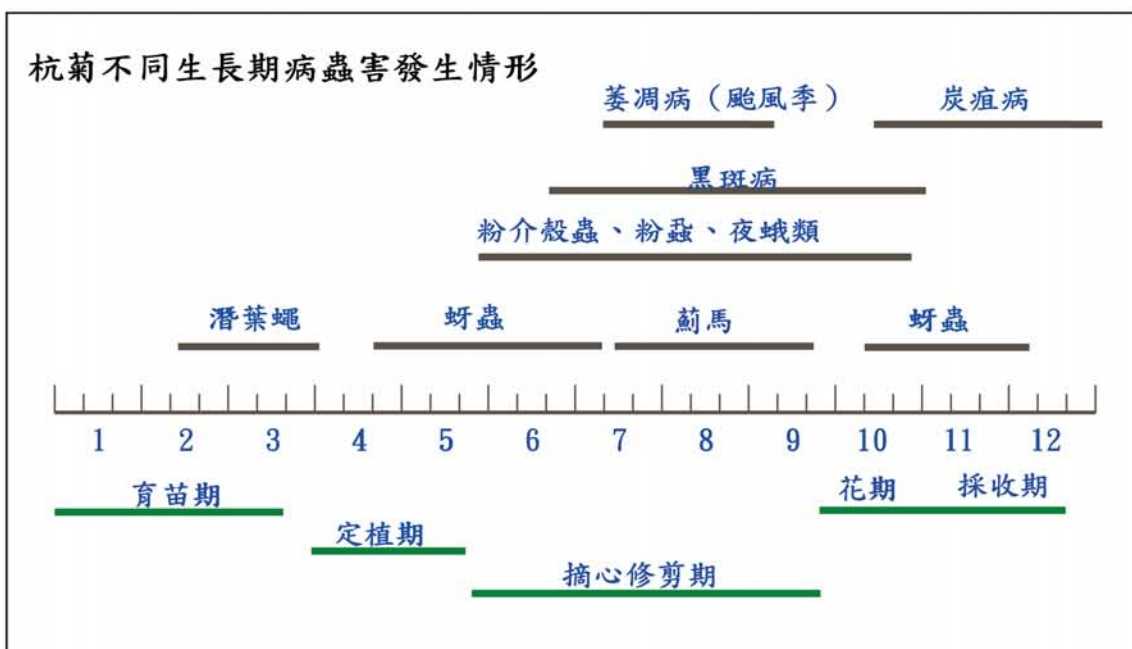 杭菊不同生長期病蟲害發生情形
萎凋病（颱風季） 炭疽病
黑斑病
粉介殼蟲、粉蝨、夜蛾類
潛葉蠅 蚜蟲 薊馬 蚜蟲
1 2 3 4 5 6 7 8 9 10 11 12
育苗期 花期 採收期
定植期
摘心修剪期